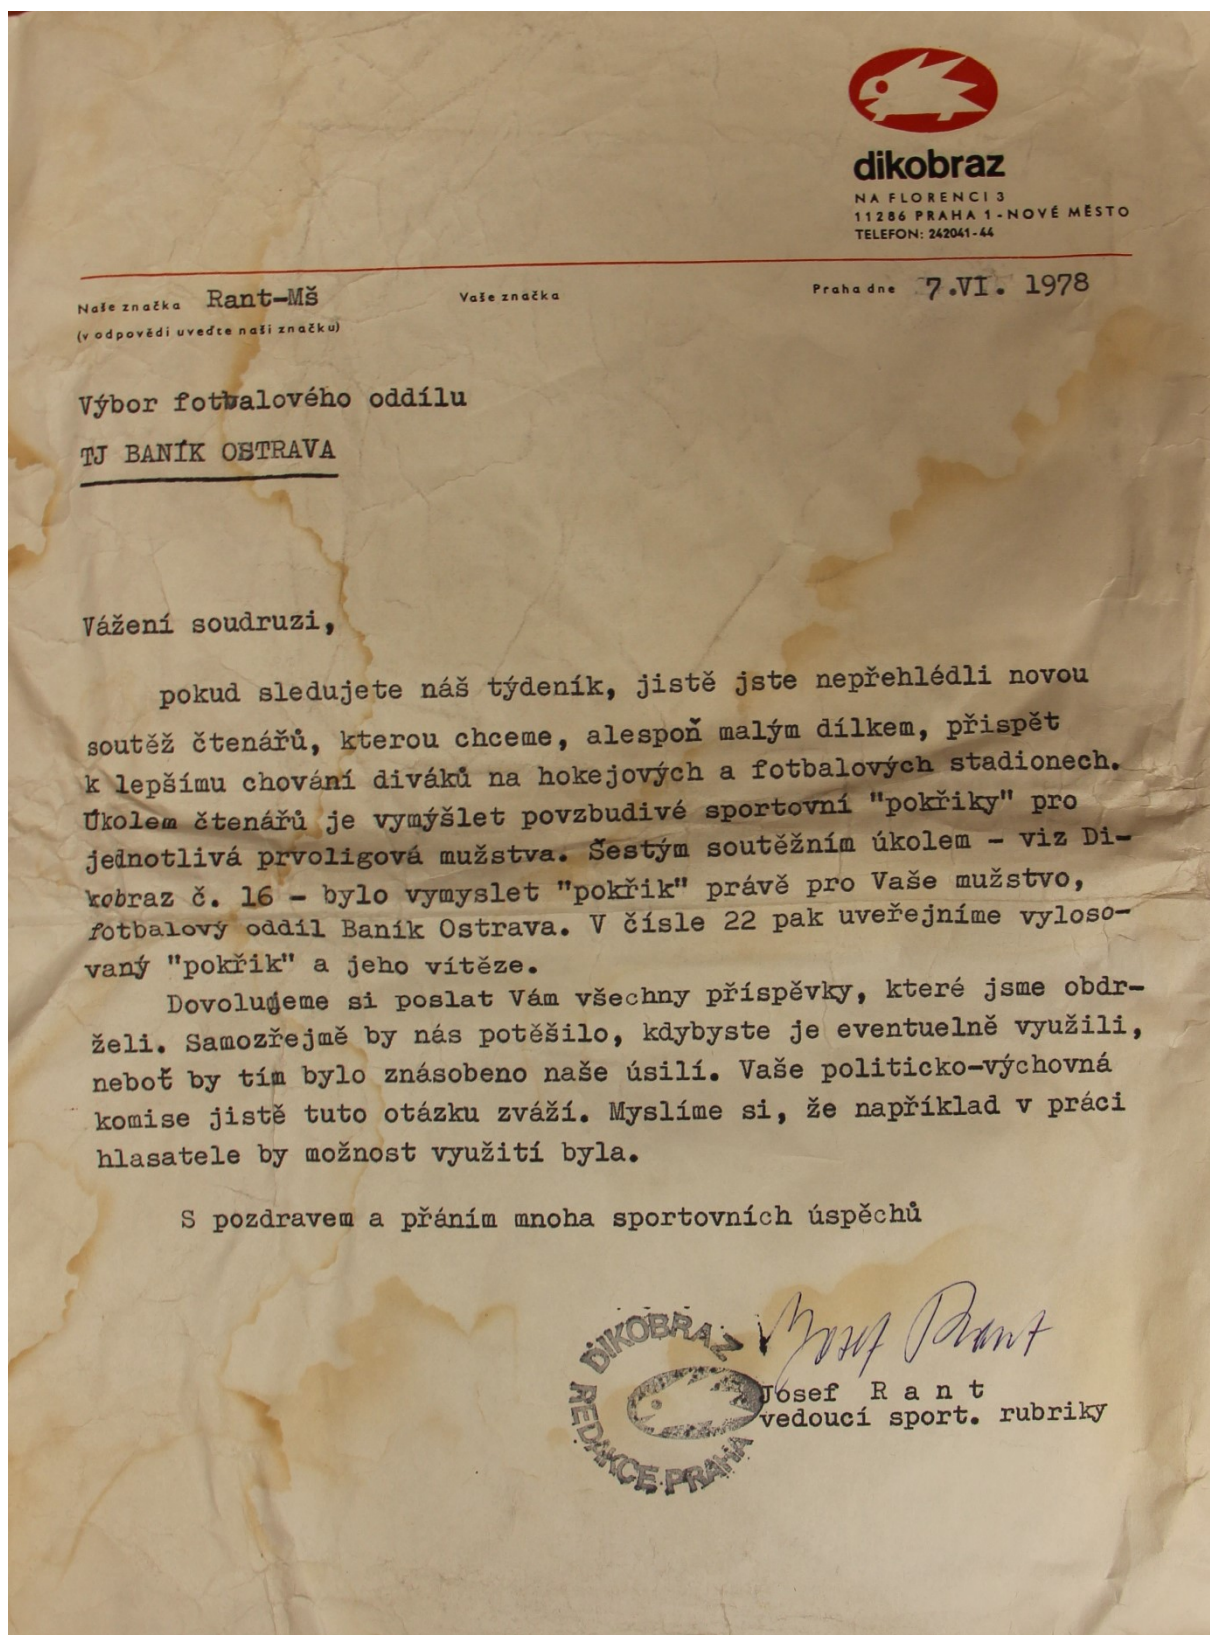 dikobraz
NA FLORENCI 3
11286 PRAHA 1 - NOVÉ MĚSTO
TELEFON: 242041-44
Naše značka Rant-Mš Vaše značka Praha dne 7.VI. 1978
(v odpovědi uveďte naši značku)
Výbor fotbalového oddílu
TJ BANÍK OSTRAVA
Vážení soudruzi,
pokud sledujete náš týdeník, jistě jste nepřehlédli novou
soutěž čtenářů, kterou chceme, alespoň malým dílkem, přispět
k lepšímu chování diváků na hokejových a fotbalových stadionech.
Úkolem čtenářů je vymýšlet povzbudivé sportovní "pokřiky" pro
jednotlivá prvoligová mužstva. Šestým soutěžním úkolem - viz Di-
kobraz č. 16 - bylo vymyslet "pokřik" právě pro Vaše mužstvo,
fotbalový oddíl Baník Ostrava. V čísle 22 pak uveřejníme vyloso-
vaný "pokřik" a jeho vítěze.
Dovolujeme si poslat Vám všechny příspěvky, které jsme obdr-
želi. Samozřejmě by nás potěšilo, kdybyste je eventuelně využili,
neboť by tím bylo znásobeno naše úsilí. Vaše politicko-výchovná
komise jistě tuto otázku zváží. Myslíme si, že například v práci
hlasatele by možnost využití byla.
S pozdravem a přáním mnoha sportovních úspěchů
Josef Rant
DIKOBRAZ
REDAKCE PRAHA
Josef R a n t
vedoucí sport. rubriky